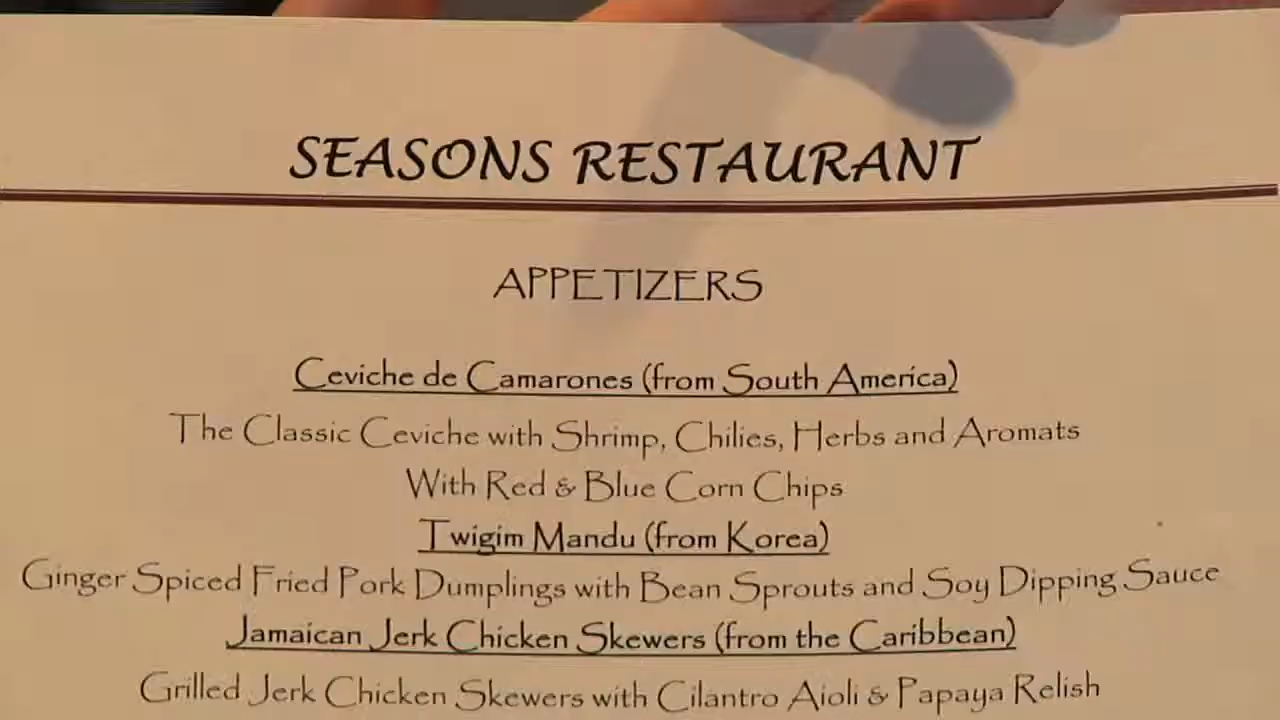 SEASONS RESTAURANT
APPETIZERS
Ceviche de Camarones (from South America)
The Classic Ceviche with Shrimp, Chilies, Herbs and Aromats
With Red & Blue Corn Chips
Twigim Mandu (from Korea)
Ginger Spiced Fried Pork Dumplings with Bean Sprouts and Soy Dipping Sauce
Jamaican Jerk Chicken Skewers (from the Caribbean)
Grilled Jerk Chicken Skewers with Cilantro Aioli & Papaya Relish